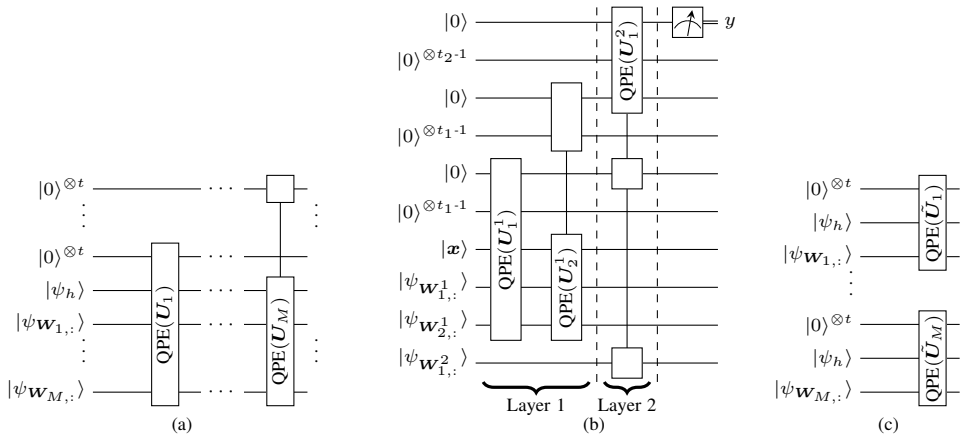 |0⟩^{⊗t} ··· ⋮ ⋮
|0⟩^{⊗t} ···
|ψ_h⟩ ···
|ψ_{W_{1,:}}⟩ ···
⋮ ⋮
|ψ_{W_{M,:}}⟩ ···
QPE(U_1)
QPE(U_M)
(a)
|0⟩ y
|0⟩^{⊗t_2-1}
|0⟩
|0⟩^{⊗t_1-1}
|0⟩
|0⟩^{⊗t_1-1}
|x⟩
|ψ_{W^1_{1,:}}⟩
|ψ_{W^1_{2,:}}⟩
|ψ_{W^2_{1,:}}⟩
QPE(U^1_1)
QPE(U^1_2)
QPE(U^2_1)
Layer 1 Layer 2
(b)
|0⟩^{⊗t}
|ψ_h⟩
|ψ_{W_{1,:}}⟩
QPE(Ũ_1)
⋮
|0⟩^{⊗t}
|ψ_h⟩
|ψ_{W_{M,:}}⟩
QPE(Ũ_M)
(c)